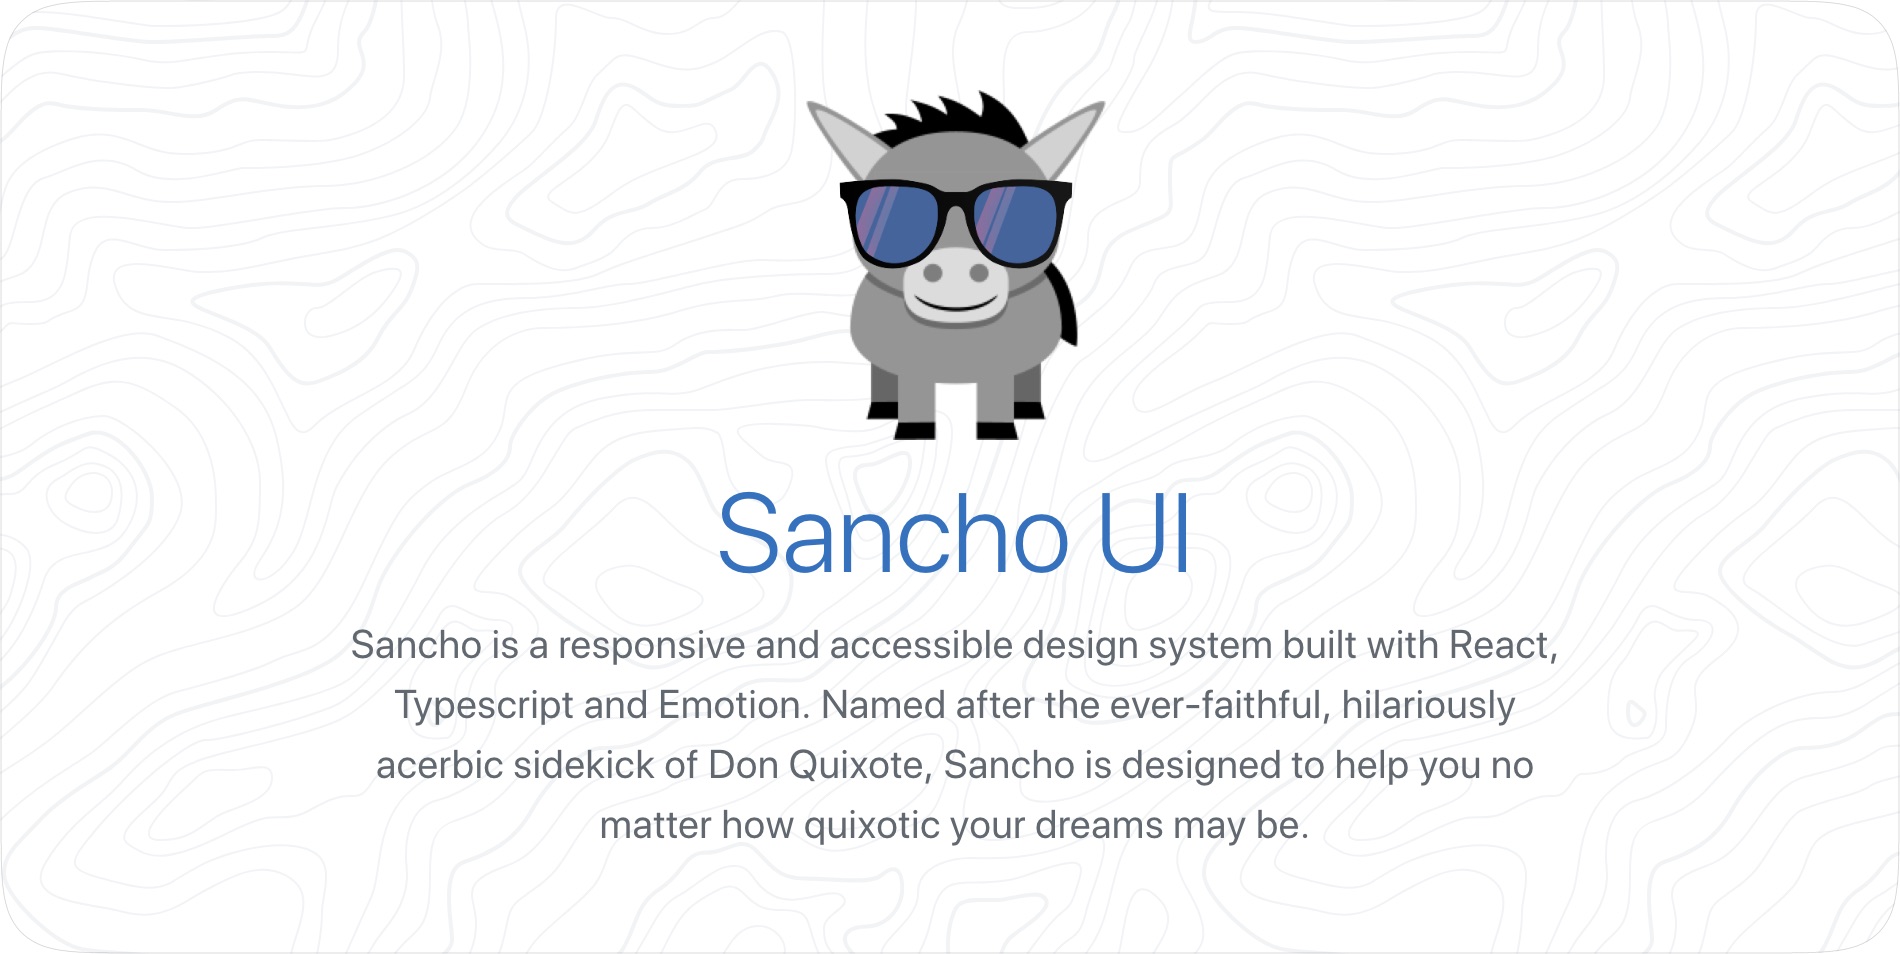 Sancho UI
Sancho is a responsive and accessible design system built with React,
Typescript and Emotion. Named after the ever-faithful, hilariously
acerbic sidekick of Don Quixote, Sancho is designed to help you no
matter how quixotic your dreams may be.